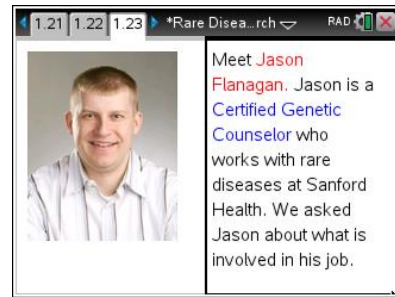 1.21 1.22 1.23 *Rare Disea...rch RAD
Meet Jason
Flanagan. Jason is a
Certified Genetic
Counselor who
works with rare
diseases at Sanford
Health. We asked
Jason about what is
involved in his job.